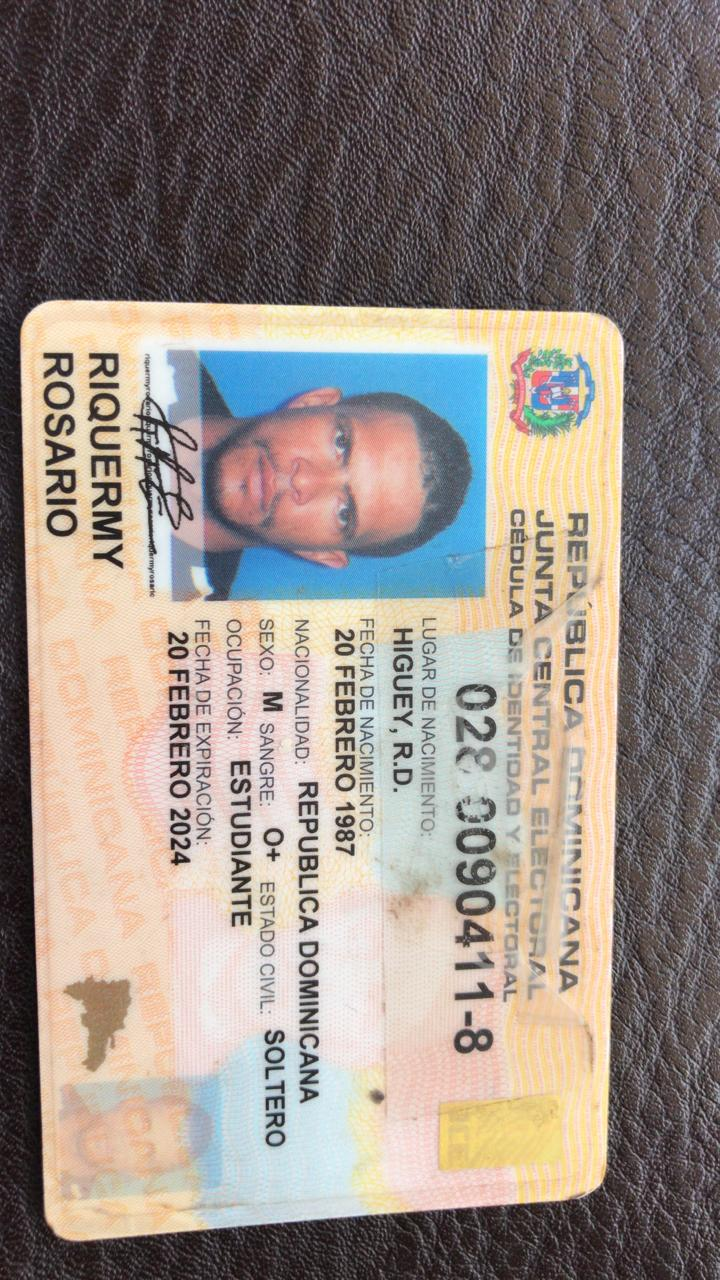 REPÚBLICA DOMINICANA
JUNTA CENTRAL ELECTORAL
CÉDULA DE IDENTIDAD Y ELECTORAL
028 0090411-8
LUGAR DE NACIMIENTO:
HIGUEY, R.D.
FECHA DE NACIMIENTO:
20 FEBRERO 1987
NACIONALIDAD: REPUBLICA DOMINICANA
SEXO: M SANGRE: O+ ESTADO CIVIL: SOLTERO
OCUPACIÓN: ESTUDIANTE
FECHA DE EXPIRACIÓN:
20 FEBRERO 2024
RIQUERMY
ROSARIO